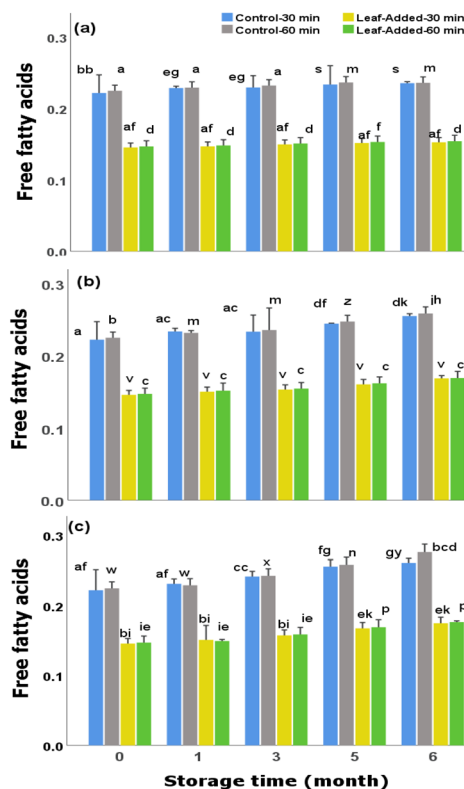 Control-30 min Leaf-Added-30 min
Control-60 min Leaf-Added-60 min
(a)
0.3
0.2
0.1
0.0
Free fatty acids
bb a af d eg a af d eg a af d s m af f s m af d
(b)
0.3
0.2
0.1
0.0
Free fatty acids
a b v c ac m v c ac m v c df z v c dk jh v c
(c)
0.3
0.2
0.1
0.0
Free fatty acids
af w bi ie af w bi ie cc x bi ie fg n ek p gy bcd ek p
0 1 3 5 6
Storage time (month)